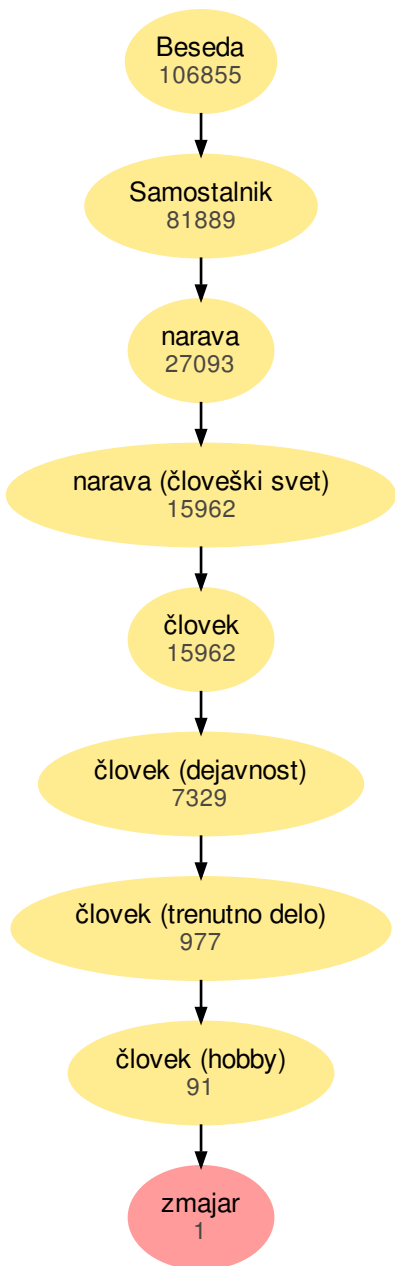 Beseda
106855
Samostalnik
81889
narava
27093
narava (človeški svet)
15962
človek
15962
človek (dejavnost)
7329
človek (trenutno delo)
977
človek (hobby)
91
zmajar
1